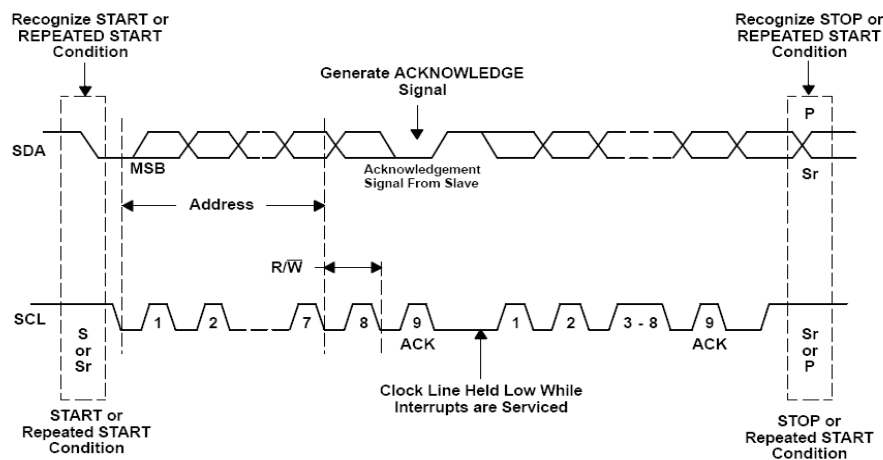 Recognize START or
REPEATED START
Condition
Recognize STOP or
REPEATED START
Condition
Generate ACKNOWLEDGE
Signal
P
SDA
MSB
Acknowledgement
Signal From Slave
Sr
Address
R/W̅
SCL
S
or
Sr
1
2
7
8
9
ACK
1
2
3 - 8
9
ACK
Sr
or
P
Clock Line Held Low While
Interrupts are Serviced
START or
Repeated START
Condition
STOP or
Repeated START
Condition